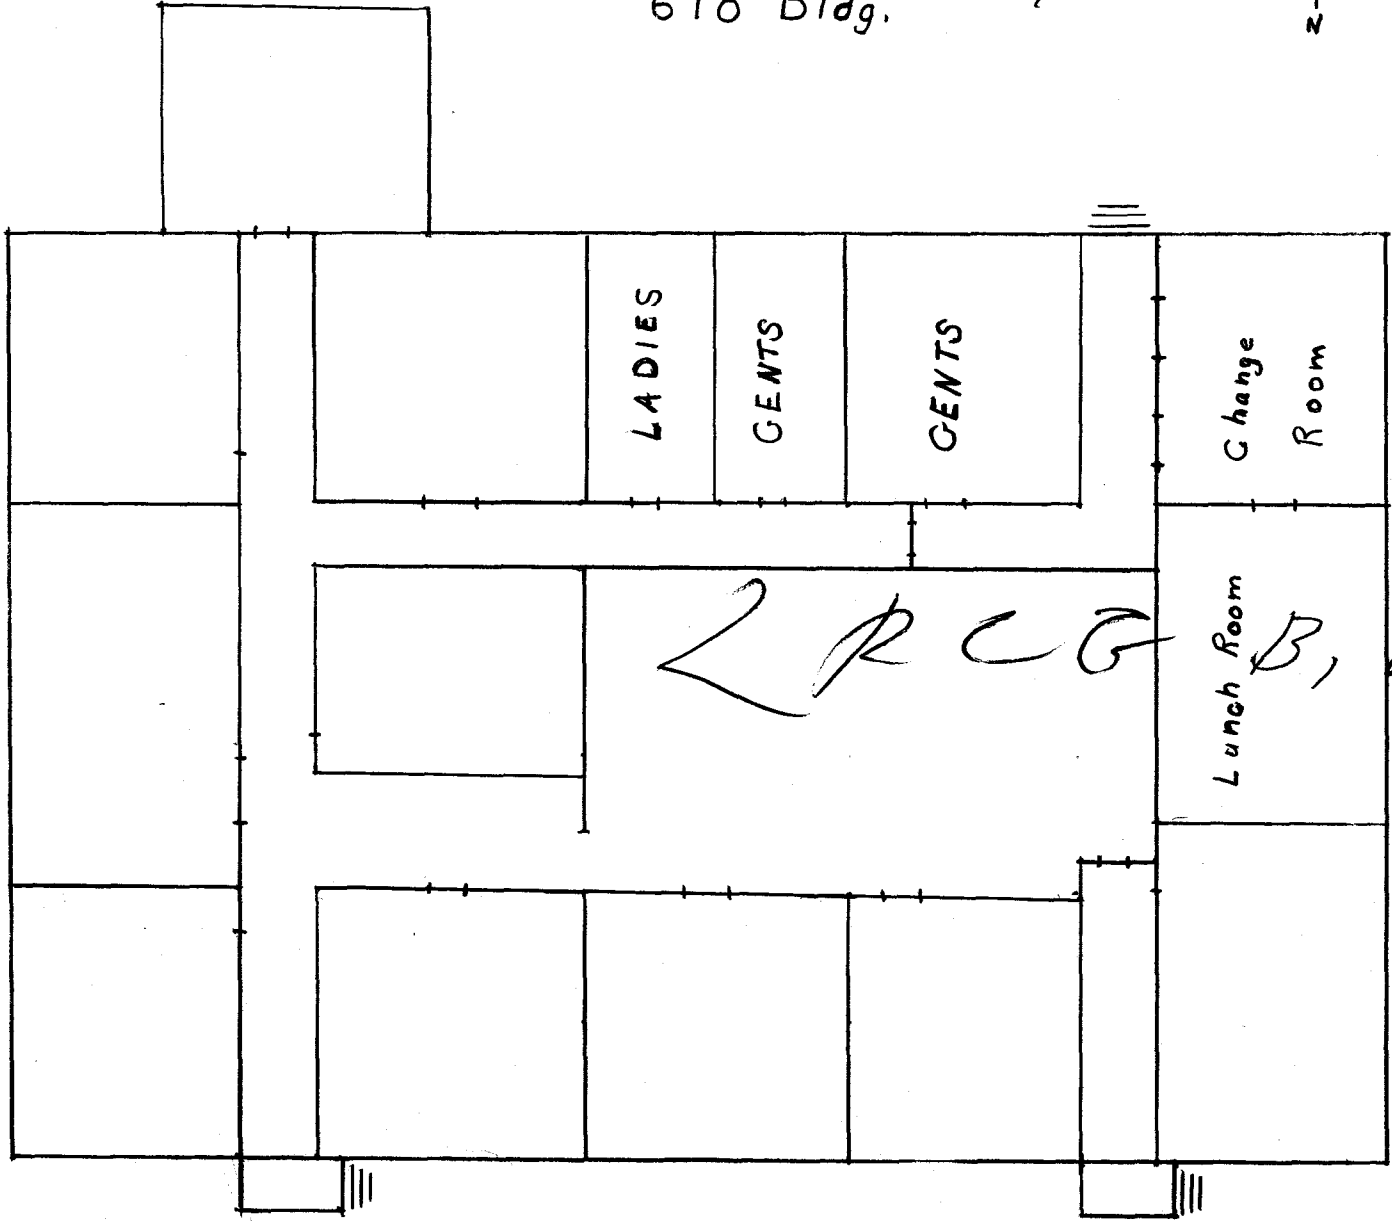 610 Bldg.
N
LADIES
GENTS
GENTS
Change
Room
Lunch Room
L R C G B,